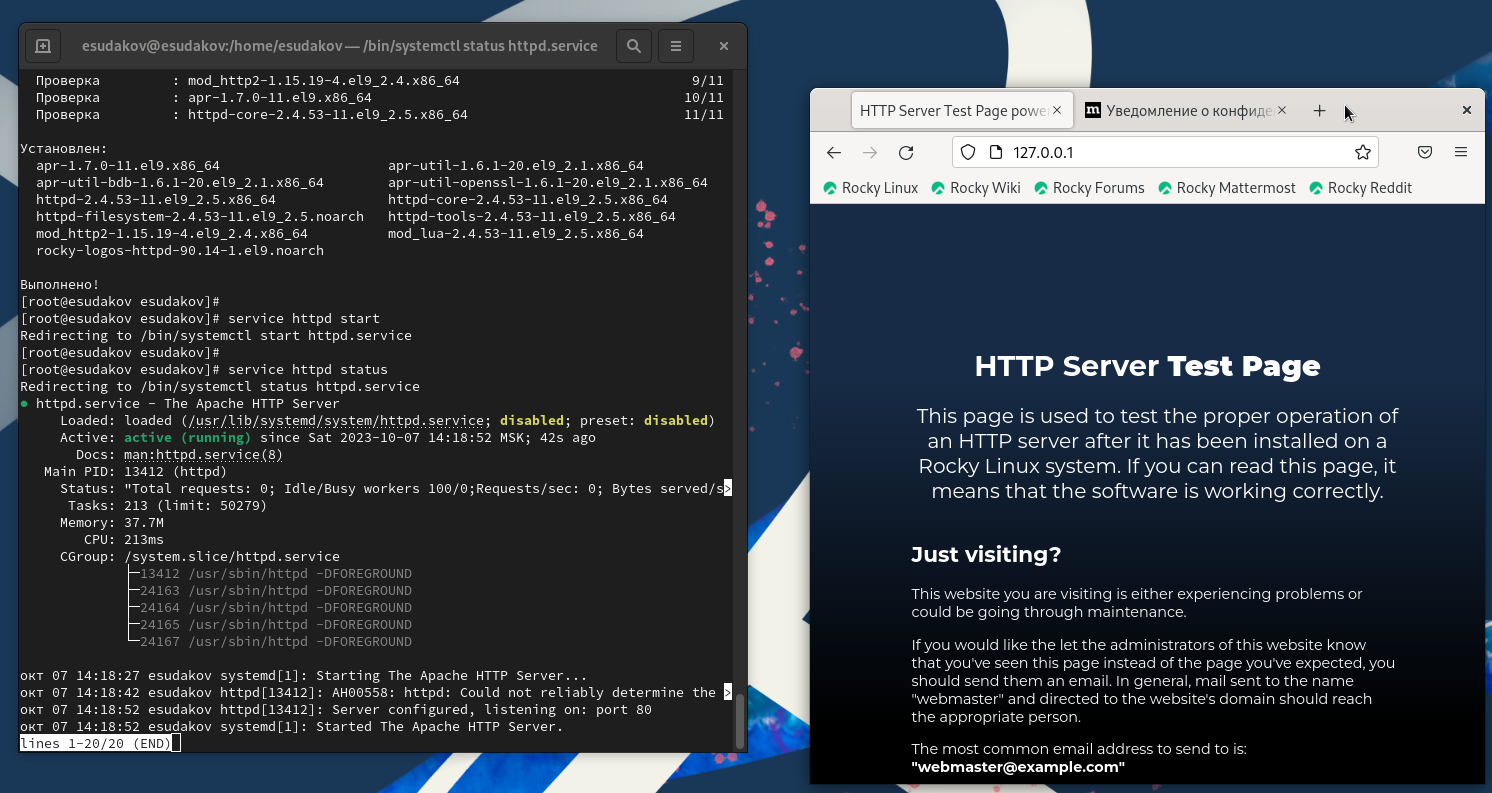 esudakov@esudakov:/home/esudakov — /bin/systemctl status httpd.service
Проверка : mod_http2-1.15.19-4.el9_2.4.x86_64 9/11
Проверка : apr-1.7.0-11.el9.x86_64 10/11
Проверка : httpd-core-2.4.53-11.el9_2.5.x86_64 11/11
Установлен:
apr-1.7.0-11.el9.x86_64 apr-util-1.6.1-20.el9_2.1.x86_64
apr-util-bdb-1.6.1-20.el9_2.1.x86_64 apr-util-openssl-1.6.1-20.el9_2.1.x86_64
httpd-2.4.53-11.el9_2.5.x86_64 httpd-core-2.4.53-11.el9_2.5.x86_64
httpd-filesystem-2.4.53-11.el9_2.5.noarch httpd-tools-2.4.53-11.el9_2.5.x86_64
mod_http2-1.15.19-4.el9_2.4.x86_64 mod_lua-2.4.53-11.el9_2.5.x86_64
rocky-logos-httpd-90.14-1.el9.noarch
Выполнено!
[root@esudakov esudakov]#
[root@esudakov esudakov]# service httpd start
Redirecting to /bin/systemctl start httpd.service
[root@esudakov esudakov]#
[root@esudakov esudakov]# service httpd status
Redirecting to /bin/systemctl status httpd.service
● httpd.service - The Apache HTTP Server
Loaded: loaded (/usr/lib/systemd/system/httpd.service; disabled; preset: disabled)
Active: active (running) since Sat 2023-10-07 14:18:52 MSK; 42s ago
Docs: man:httpd.service(8)
Main PID: 13412 (httpd)
Status: "Total requests: 0; Idle/Busy workers 100/0;Requests/sec: 0; Bytes served/s>
Tasks: 213 (limit: 50279)
Memory: 37.7M
CPU: 213ms
CGroup: /system.slice/httpd.service
├─13412 /usr/sbin/httpd -DFOREGROUND
├─24163 /usr/sbin/httpd -DFOREGROUND
├─24164 /usr/sbin/httpd -DFOREGROUND
├─24165 /usr/sbin/httpd -DFOREGROUND
└─24167 /usr/sbin/httpd -DFOREGROUND
окт 07 14:18:27 esudakov systemd[1]: Starting The Apache HTTP Server...
окт 07 14:18:42 esudakov httpd[13412]: AH00558: httpd: Could not reliably determine the >
окт 07 14:18:52 esudakov httpd[13412]: Server configured, listening on: port 80
окт 07 14:18:52 esudakov systemd[1]: Started The Apache HTTP Server.
lines 1-20/20 (END)
HTTP Server Test Page powe
m Уведомление о конфиде
127.0.0.1
Rocky Linux Rocky Wiki Rocky Forums Rocky Mattermost Rocky Reddit
HTTP Server Test Page
This page is used to test the proper operation of
an HTTP server after it has been installed on a
Rocky Linux system. If you can read this page, it
means that the software is working correctly.
Just visiting?
This website you are visiting is either experiencing problems or
could be going through maintenance.
If you would like the let the administrators of this website know
that you've seen this page instead of the page you've expected, you
should send them an email. In general, mail sent to the name
"webmaster" and directed to the website's domain should reach
the appropriate person.
The most common email address to send to is:
"webmaster@example.com"